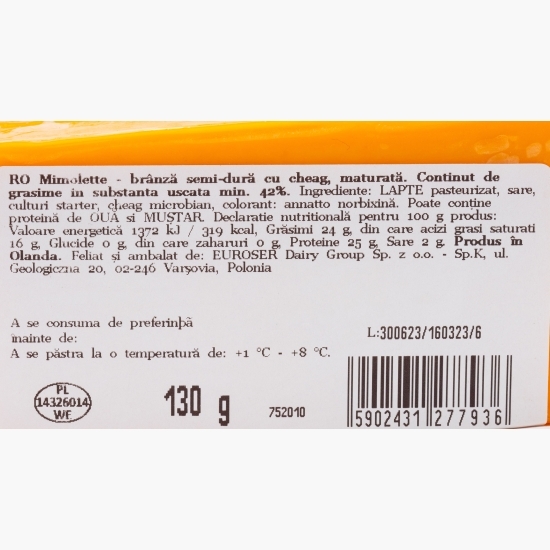 RO Mimolette - brânză semi-dură cu cheag, maturată. Continut de
grasime in substanta uscata min. 42%. Ingrediente: LAPTE pasteurizat, sare,
culturi starter, cheag microbian, colorant: annatto norbixină. Poate conține
proteină de OUĂ si MUȘTAR. Declaratie nutritională pentru 100 g produs:
Valoare energetică 1372 kJ / 319 kcal, Grăsimi 24 g, din care acizi grasi saturati
16 g, Glucide 0 g, din care zaharuri 0 g, Proteine 25 g, Sare 2 g. Produs în
Olanda. Feliat și ambalat de: EUROSER Dairy Group Sp. z o.o. - Sp.K, ul.
Geologiczna 20, 02-246 Varșovia, Polonia
A se consuma de preferinþã
înainte de:
A se păstra la o temperatură de: +1 °C - +8 °C.
L:300623/160323/6
PL
14326014
WE
130 g
752010
5902431 277936